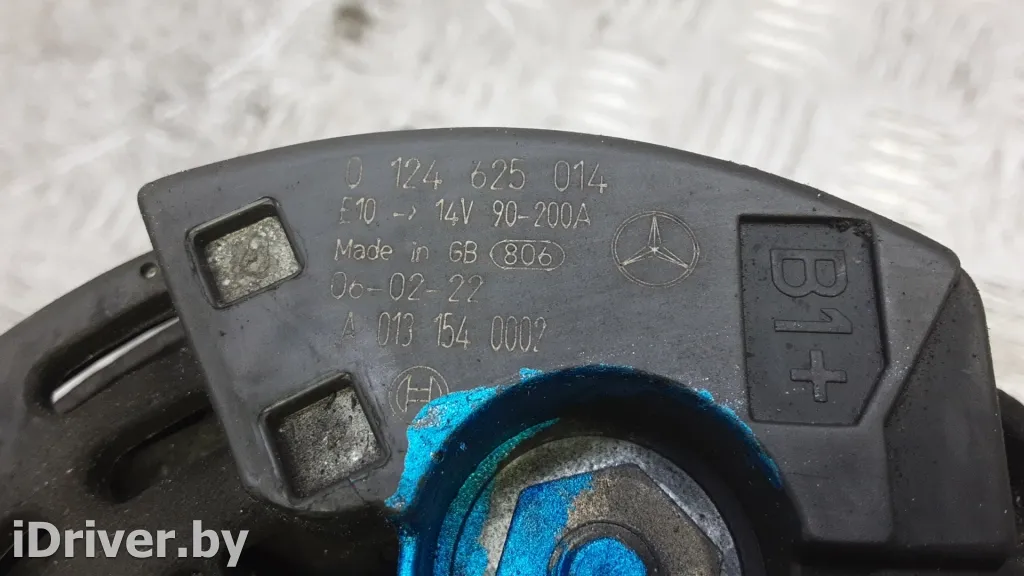 0 124 625 014
E10 -> 14V 90-200A
Made in GB 806
06-02-22
A 013 154 0002
B1+
iDriver.by